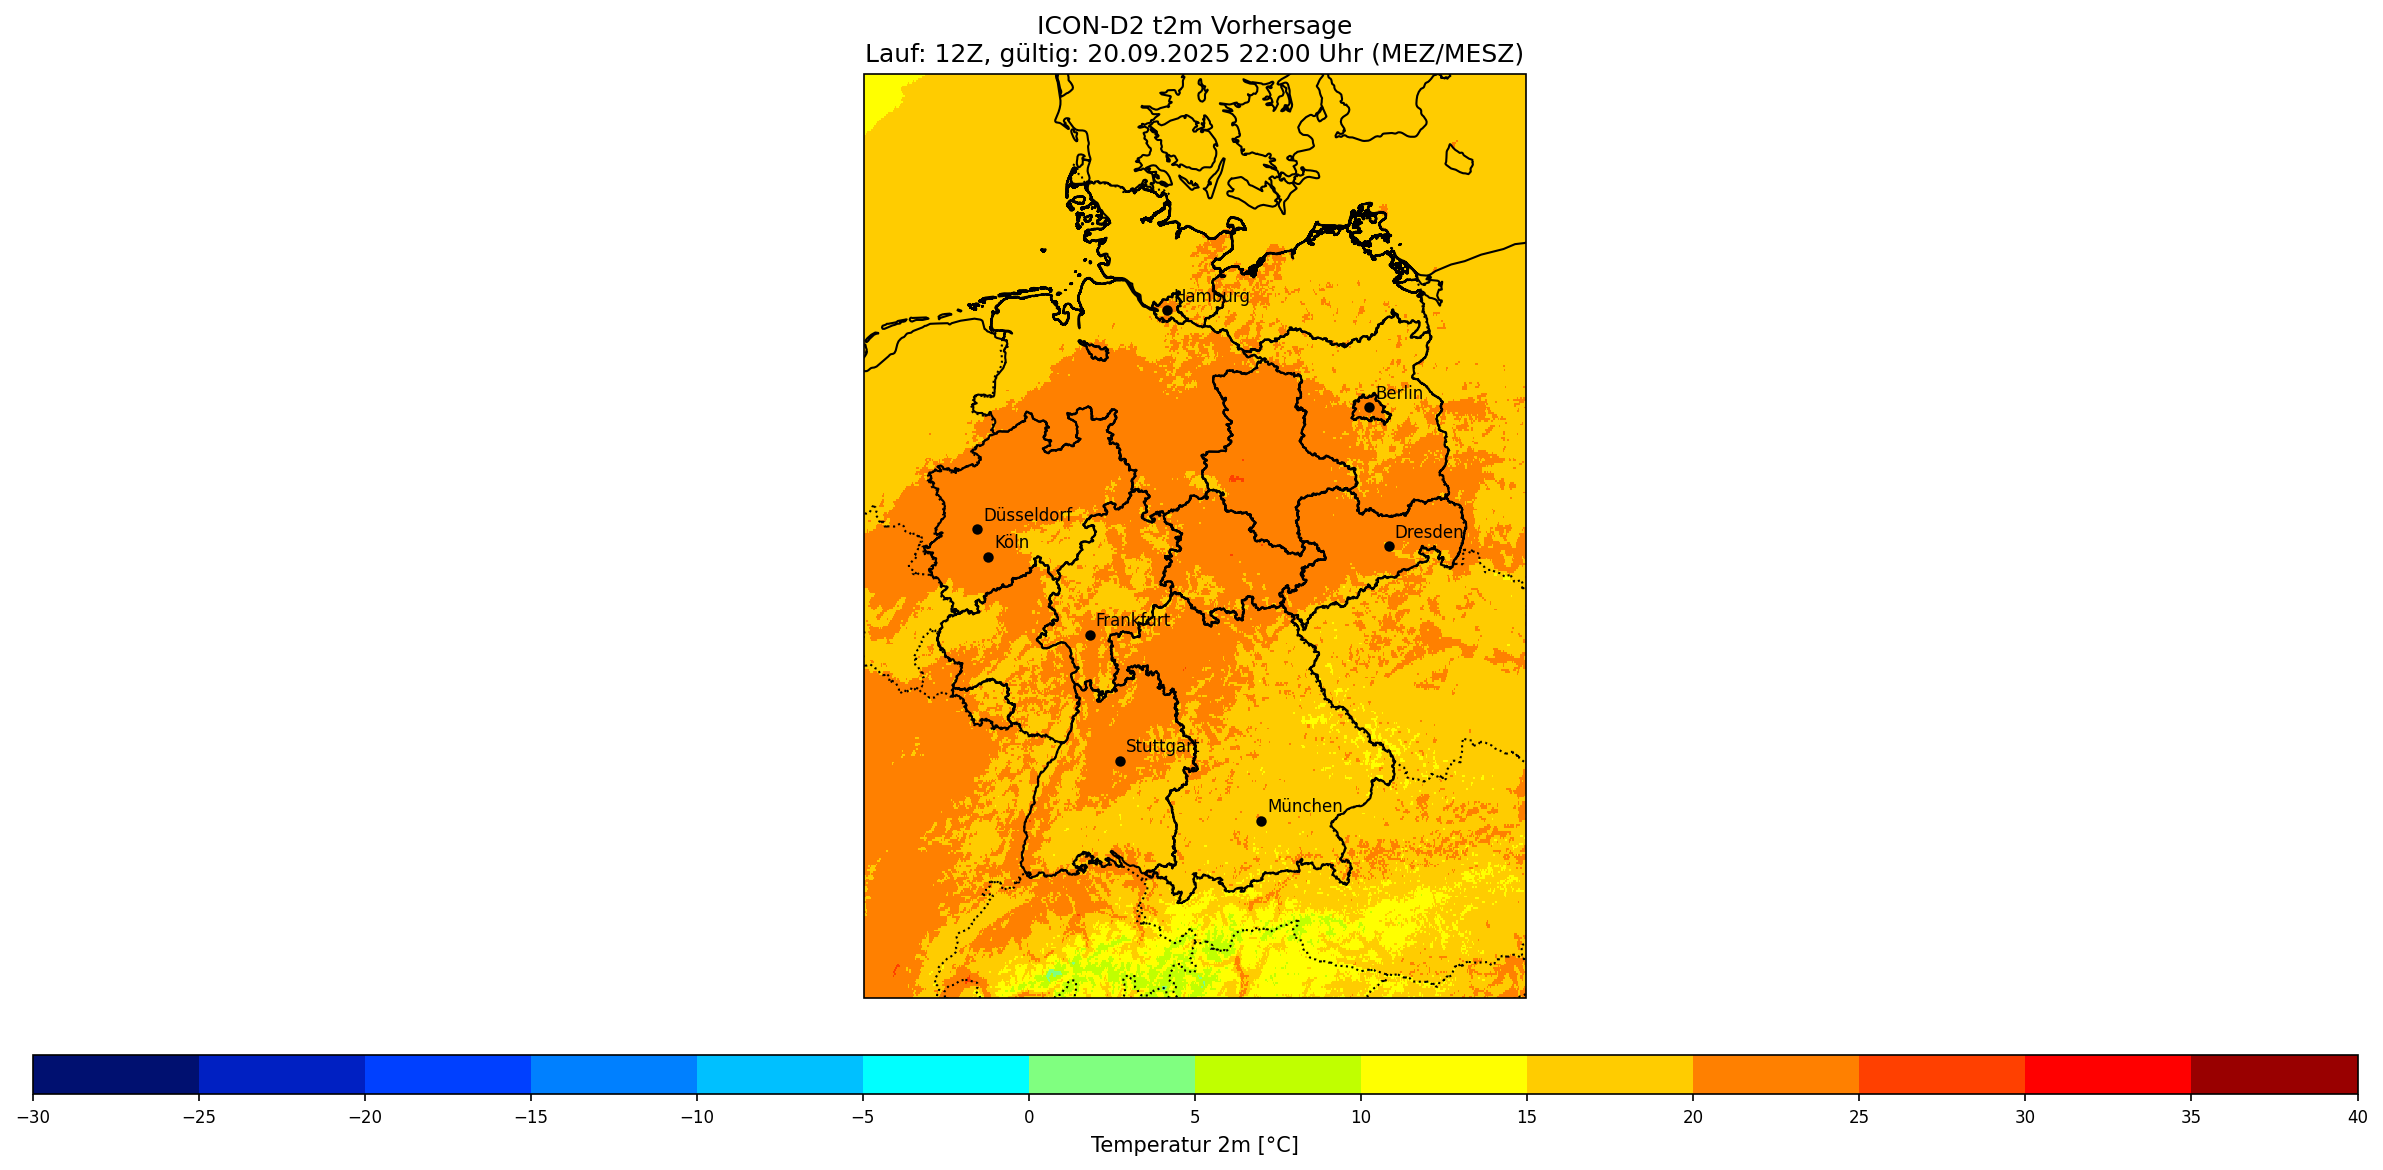 ICON-D2 t2m Vorhersage
Lauf: 12Z, gültig: 20.09.2025 22:00 Uhr (MEZ/MESZ)
Hamburg
Berlin
Düsseldorf
Köln
Dresden
Frankfurt
Stuttgart
München
−30 −25 −20 −15 −10 −5 0 5 10 15 20 25 30 35 40
Temperatur 2m [°C]